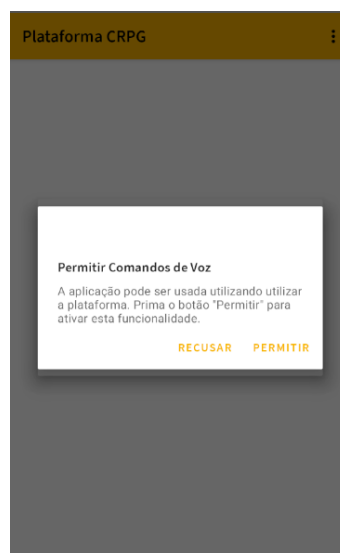 Plataforma CRPG
Permitir Comandos de Voz
A aplicação pode ser usada utilizando utilizar
a plataforma. Prima o botão "Permitir" para
ativar esta funcionalidade.
RECUSAR PERMITIR